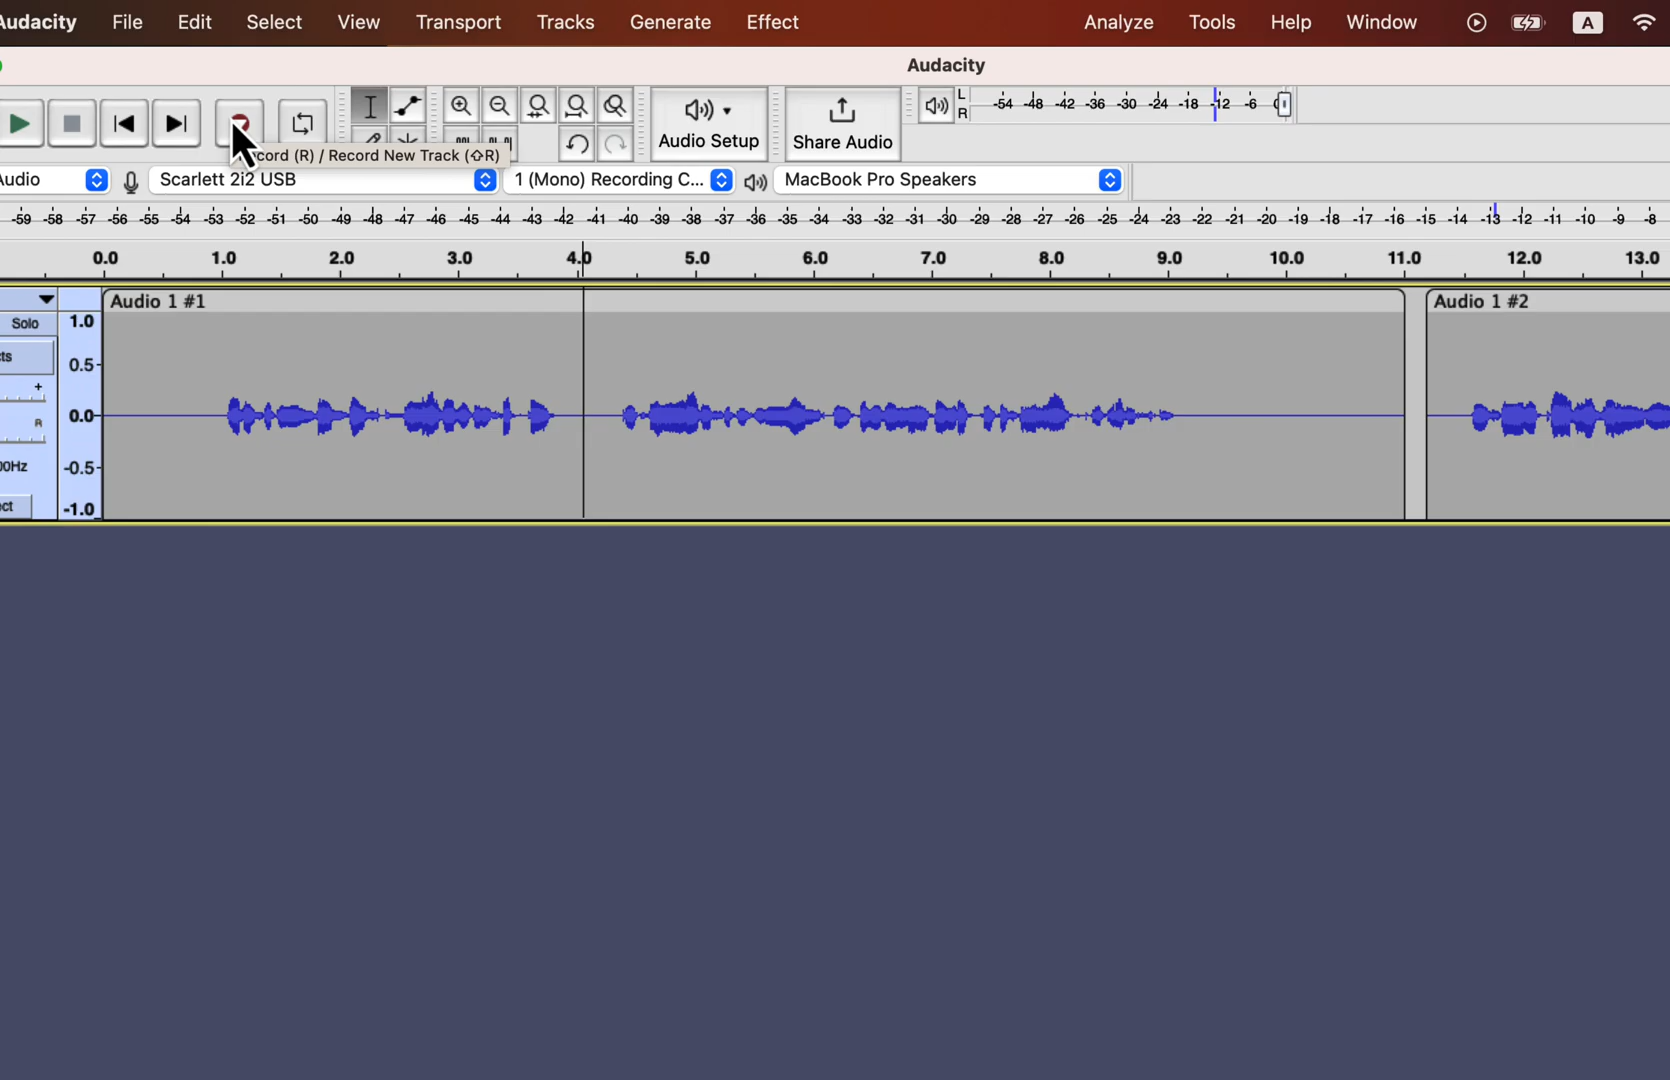 Audacity File Edit Select View Transport Tracks Generate Effect Analyze Tools Help Window A
Audacity
Audio Setup
Share Audio
L
R
-54 -48 -42 -36 -30 -24 -18 -12 -6
cord (R) / Record New Track (⇧R)
Audio Scarlett 2i2 USB 1 (Mono) Recording C... MacBook Pro Speakers
-59 -58 -57 -56 -55 -54 -53 -52 -51 -50 -49 -48 -47 -46 -45 -44 -43 -42 -41 -40 -39 -38 -37 -36 -35 -34 -33 -32 -31 -30 -29 -28 -27 -26 -25 -24 -23 -22 -21 -20 -19 -18 -17 -16 -15 -14 -13 -12 -11 -10 -9 -8
0.0 1.0 2.0 3.0 4.0 5.0 6.0 7.0 8.0 9.0 10.0 11.0 12.0 13.0
Audio 1 #1 Audio 1 #2
Solo
1.0
cts
0.5
+
R
0.0
00Hz
-0.5
ect
-1.0